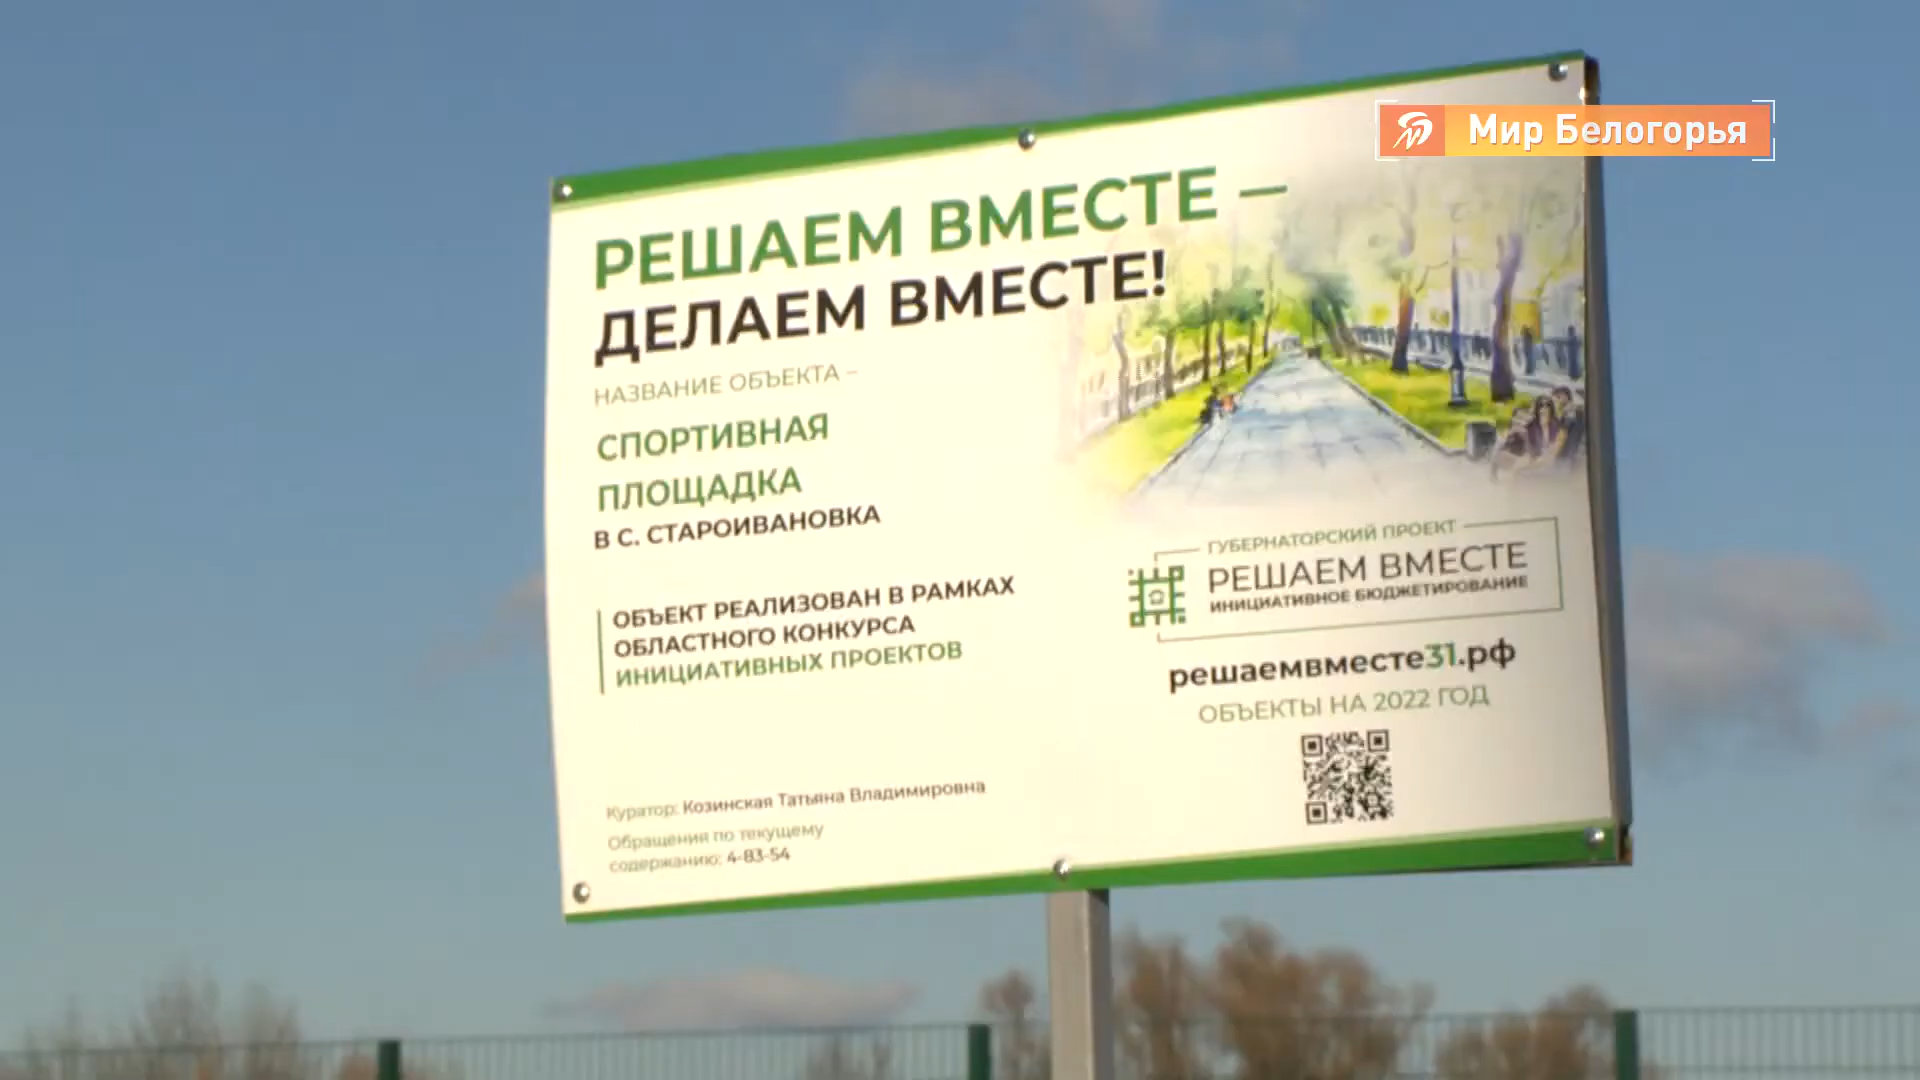 Мир Белогорья
РЕШАЕМ ВМЕСТЕ –
ДЕЛАЕМ ВМЕСТЕ!
НАЗВАНИЕ ОБЪЕКТА –
СПОРТИВНАЯ
ПЛОЩАДКА
В С. СТАРОИВАНОВКА
ОБЪЕКТ РЕАЛИЗОВАН В РАМКАХ
ОБЛАСТНОГО КОНКУРСА
ИНИЦИАТИВНЫХ ПРОЕКТОВ
Куратор: Козинская Татьяна Владимировна
Обращения по текущему
содержанию: 4-83-54
ГУБЕРНАТОРСКИЙ ПРОЕКТ
РЕШАЕМ ВМЕСТЕ
ИНИЦИАТИВНОЕ БЮДЖЕТИРОВАНИЕ
решаемвместе31.рф
ОБЪЕКТЫ НА 2022 ГОД